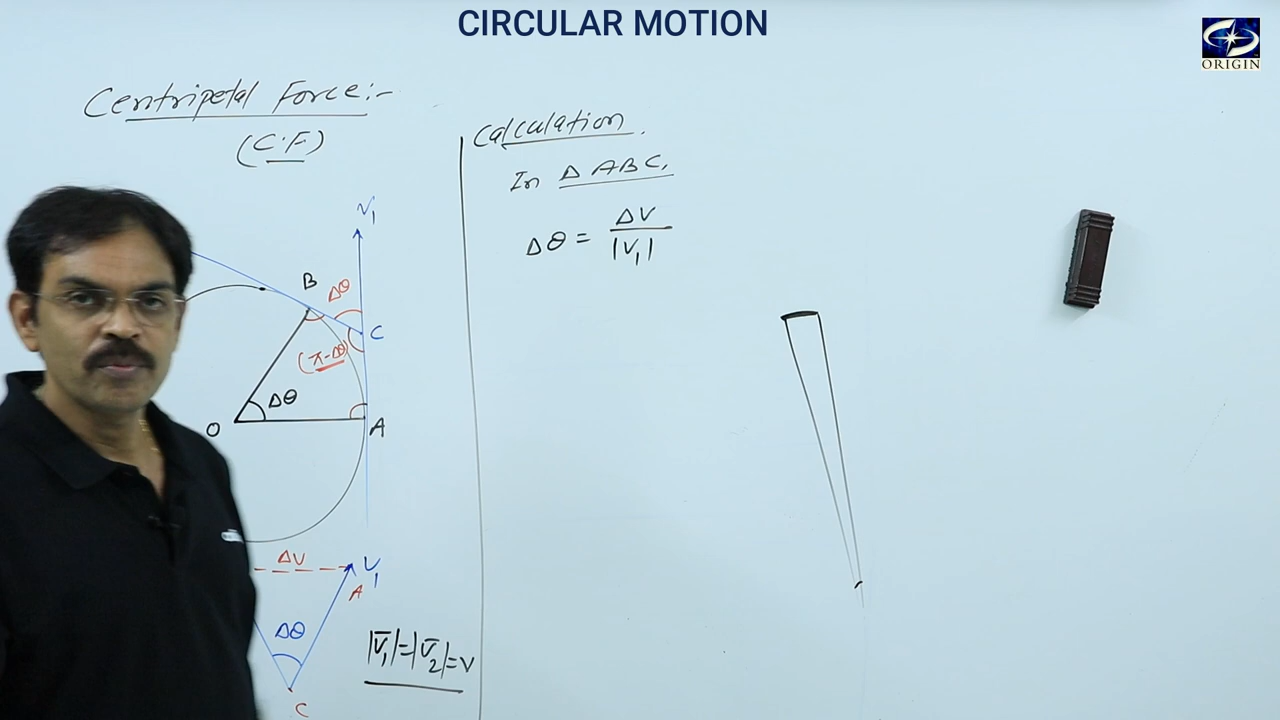 CIRCULAR MOTION
ORIGIN
Centripetal Force:-
(C.F)
V₁
B
Δθ
C
(π-Δθ)
Δθ
O
A
ΔV
V₁
A
Δθ
C
|V̅₁|=|V̅₂|=V
Calculation.
In Δ ABC,
Δθ = ΔV / |V₁|